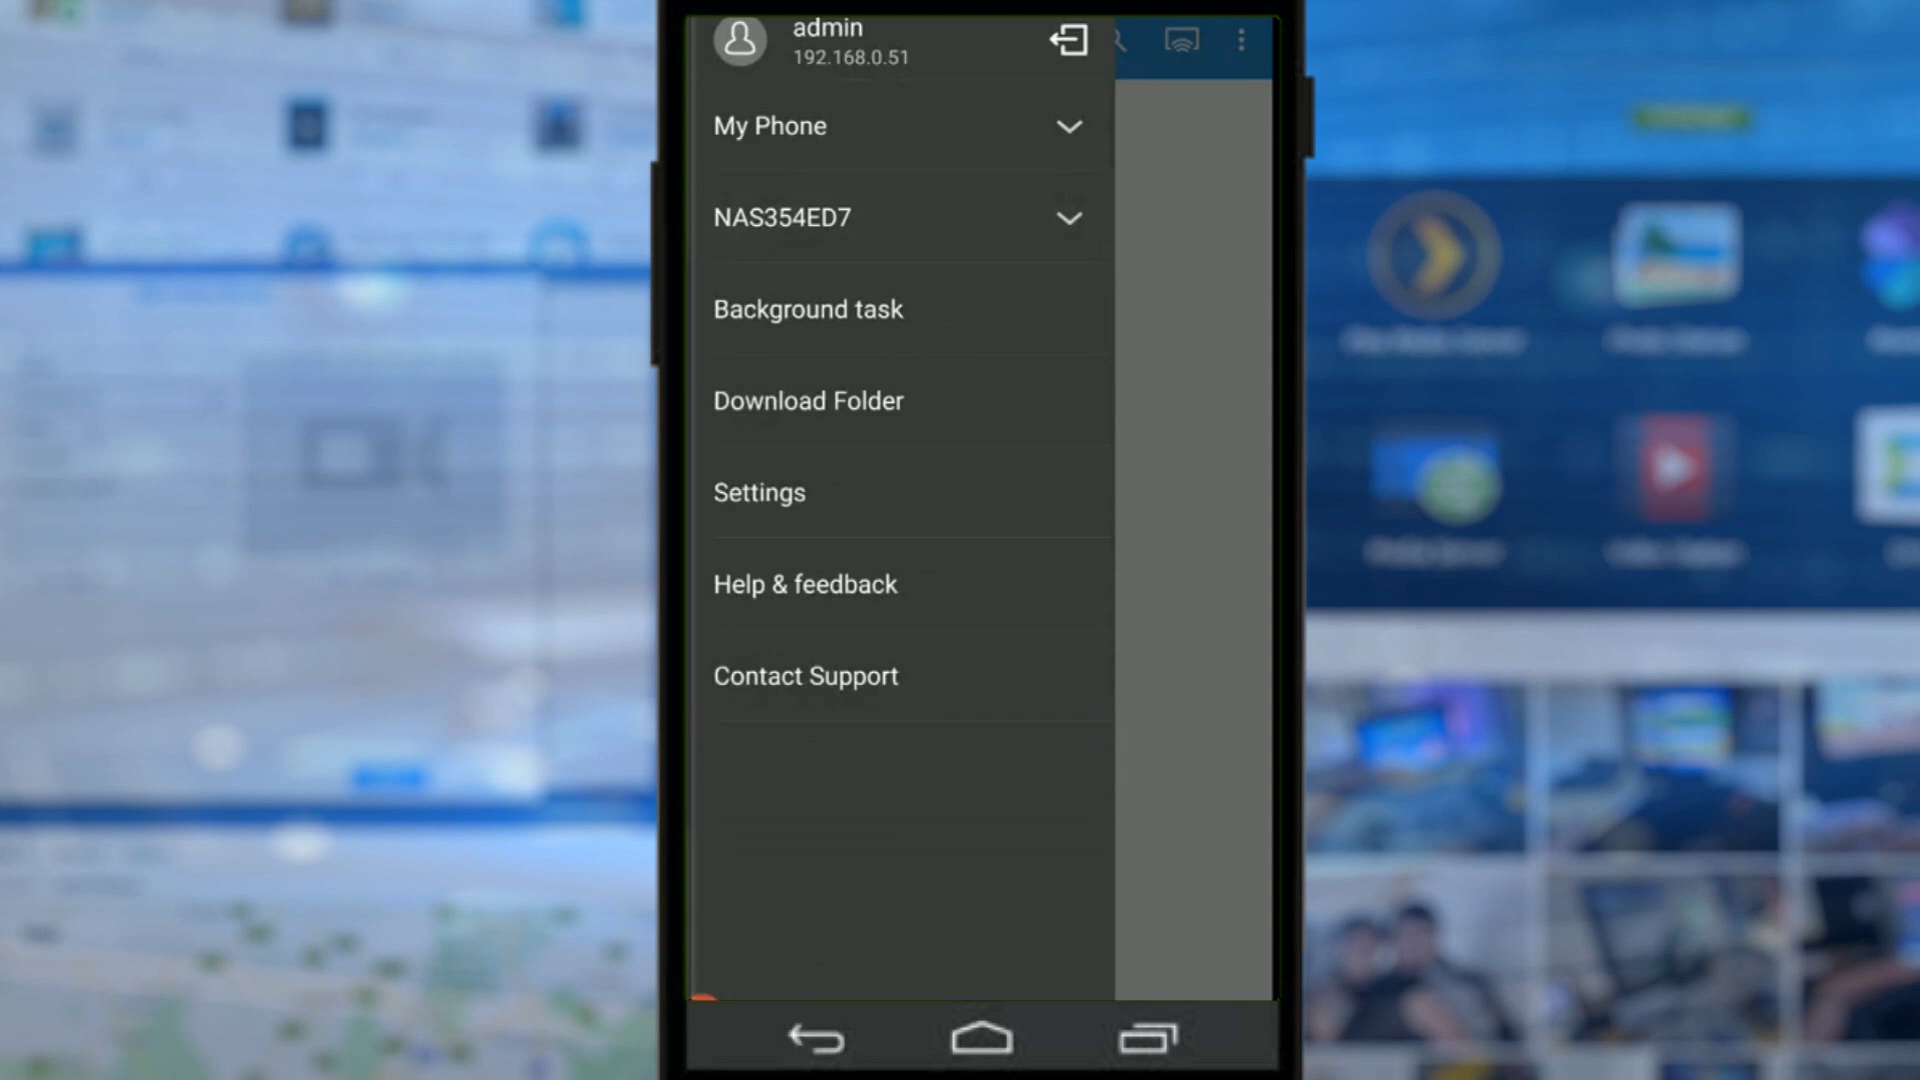 admin
192.168.0.51
My Phone
NAS354ED7
Background task
Download Folder
Settings
Help & feedback
Contact Support